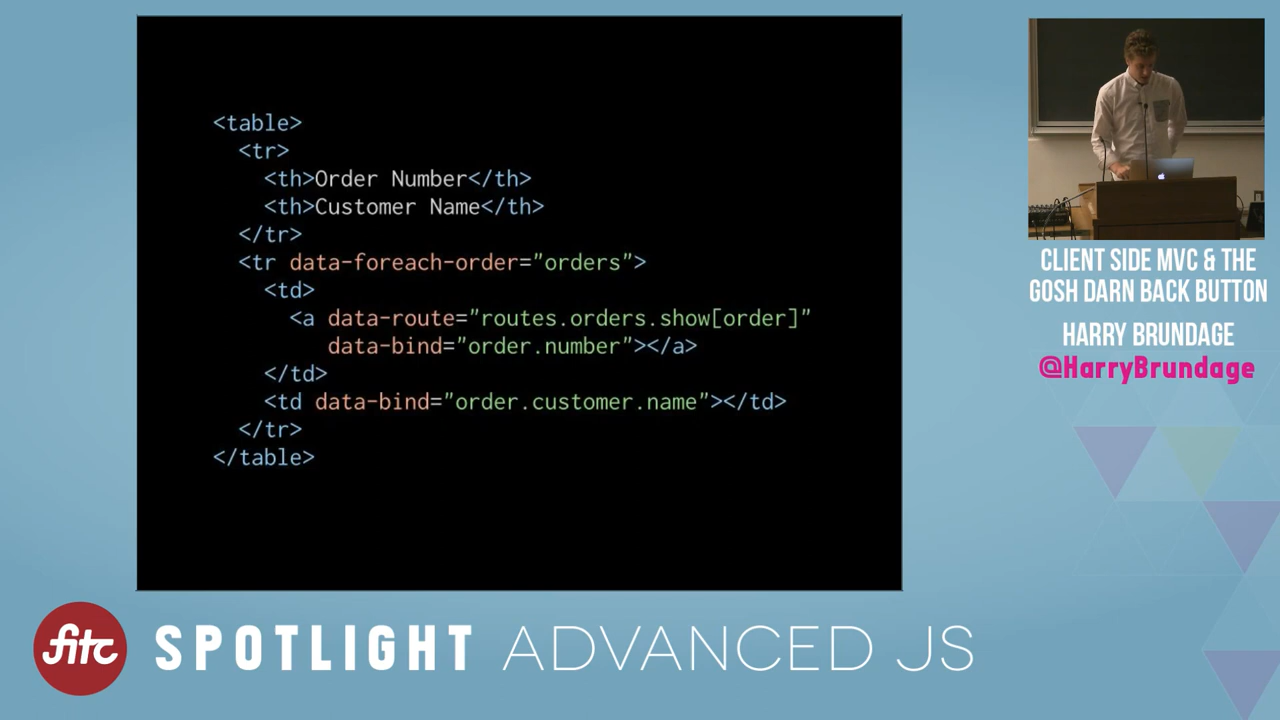 <table>
<tr>
<th>Order Number</th>
<th>Customer Name</th>
</tr>
<tr data-foreach-order="orders">
<td>
<a data-route="routes.orders.show[order]"
data-bind="order.number"></a>
</td>
<td data-bind="order.customer.name"></td>
</tr>
</table>
CLIENT SIDE MVC & THE
GOSH DARN BACK BUTTON
HARRY BRUNDAGE
@HarryBrundage
fitc SPOTLIGHT ADVANCED JS